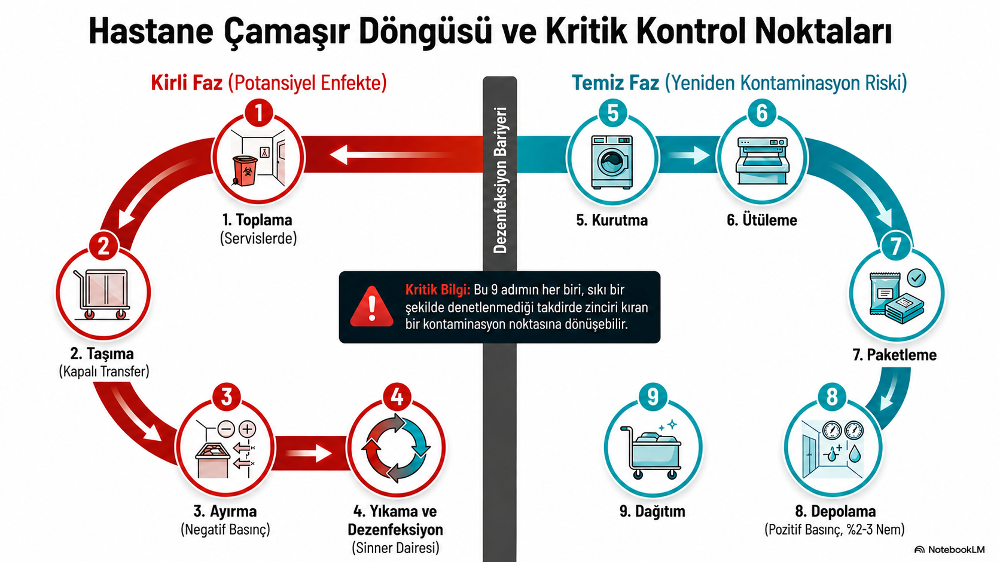 Hastane Çamaşır Döngüsü ve Kritik Kontrol Noktaları
Kirli Faz (Potansiyel Enfekte)
Temiz Faz (Yeniden Kontaminasyon Riski)
Dezenfeksiyon Bariyeri
1
1. Toplama
(Servislerde)
2
2. Taşıma
(Kapalı Transfer)
3
3. Ayırma
(Negatif Basınç)
4
4. Yıkama ve
Dezenfeksiyon
(Sinner Dairesi)
Kritik Bilgi: Bu 9 adımın her biri, sıkı bir
şekilde denetlenmediği takdirde zinciri kıran
bir kontaminasyon noktasına dönüşebilir.
5
5. Kurutma
6
6. Ütüleme
7
7. Paketleme
8
8. Depolama
(Pozitif Basınç, %2-3 Nem)
9
9. Dağıtım
NotebookLM